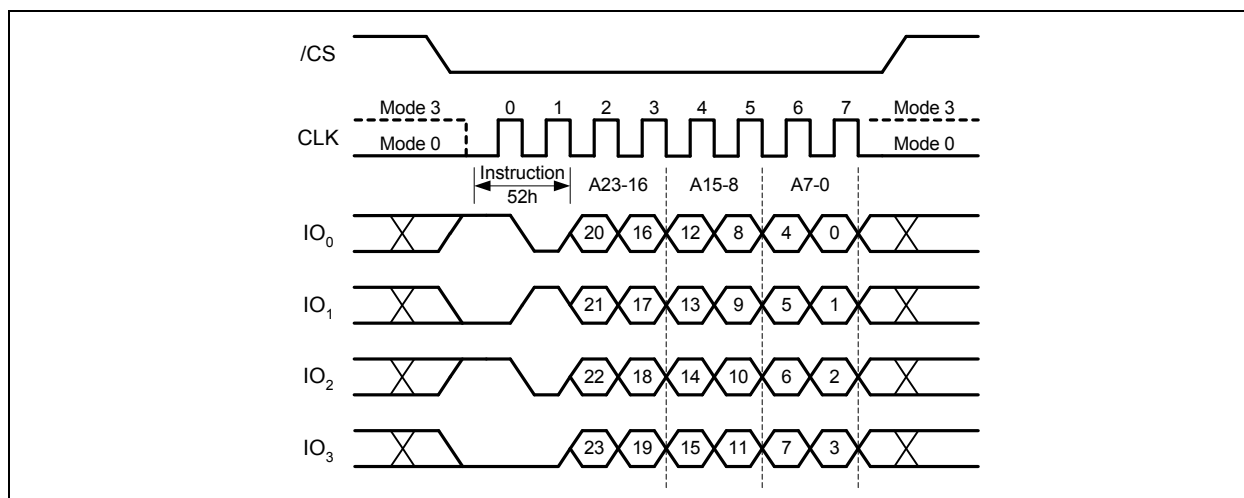 /CS
Mode 3 0 1 2 3 4 5 6 7 Mode 3
CLK
Mode 0 Mode 0
Instruction
52h
A23-16 A15-8 A7-0
IO0 20 16 12 8 4 0
IO1 21 17 13 9 5 1
IO2 22 18 14 10 6 2
IO3 23 19 15 11 7 3